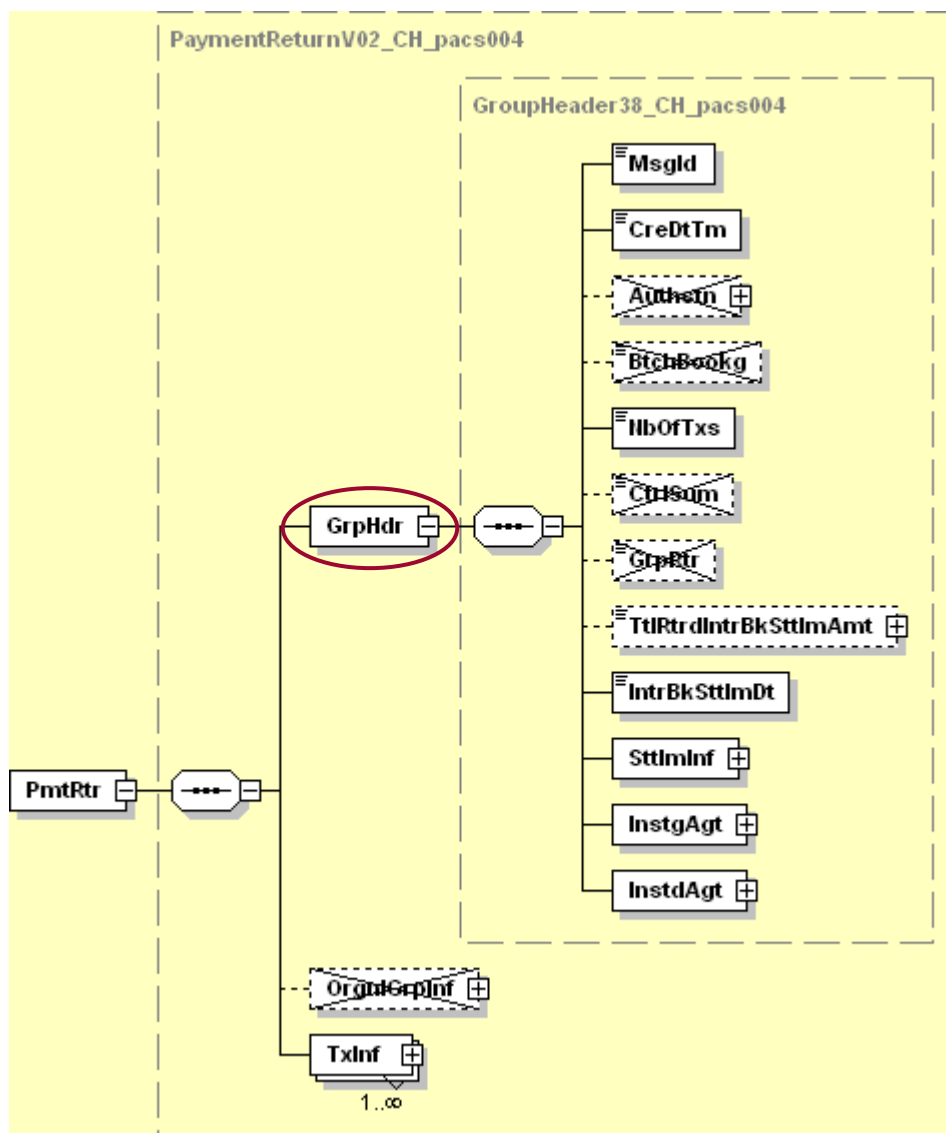 PaymentReturnV02_CH_pacs004
GroupHeader38_CH_pacs004
MsgId
CreDtTm
Authstn
BtchBookg
NbOfTxs
CtrlSum
GrpHdr
GrpRtr
TtlRtrdIntrBkSttlmAmt
IntrBkSttlmDt
SttlmInf
PmtRtr
InstgAgt
InstdAgt
OrgnlGrpInf
TxInf
1..∞